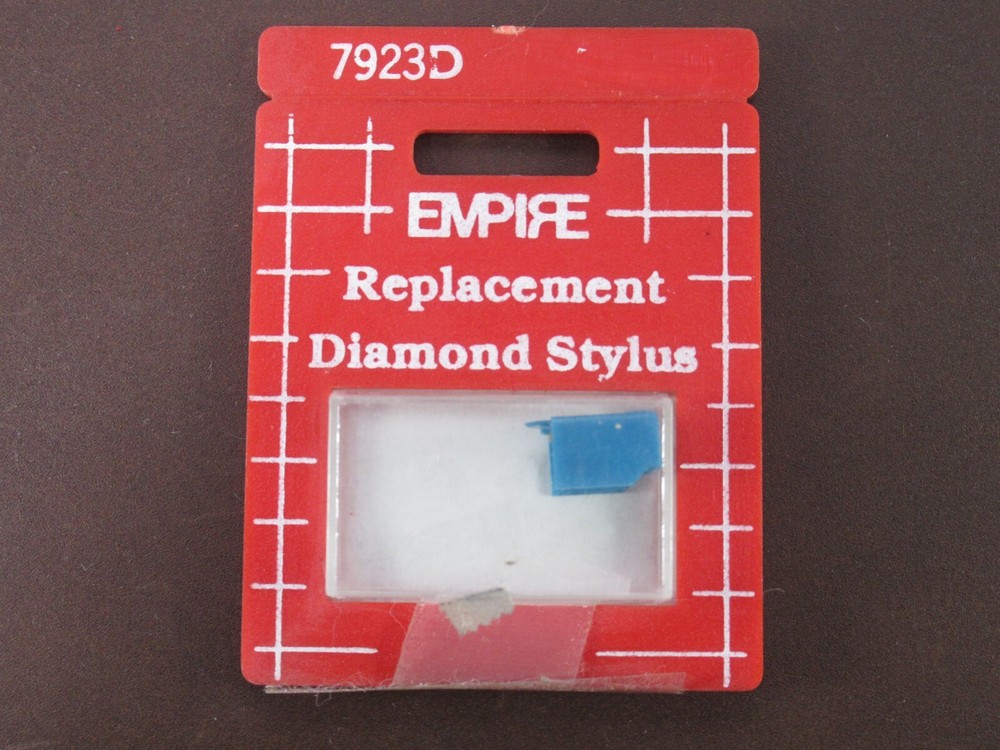 7923D
EMPIRE
Replacement
Diamond Stylus